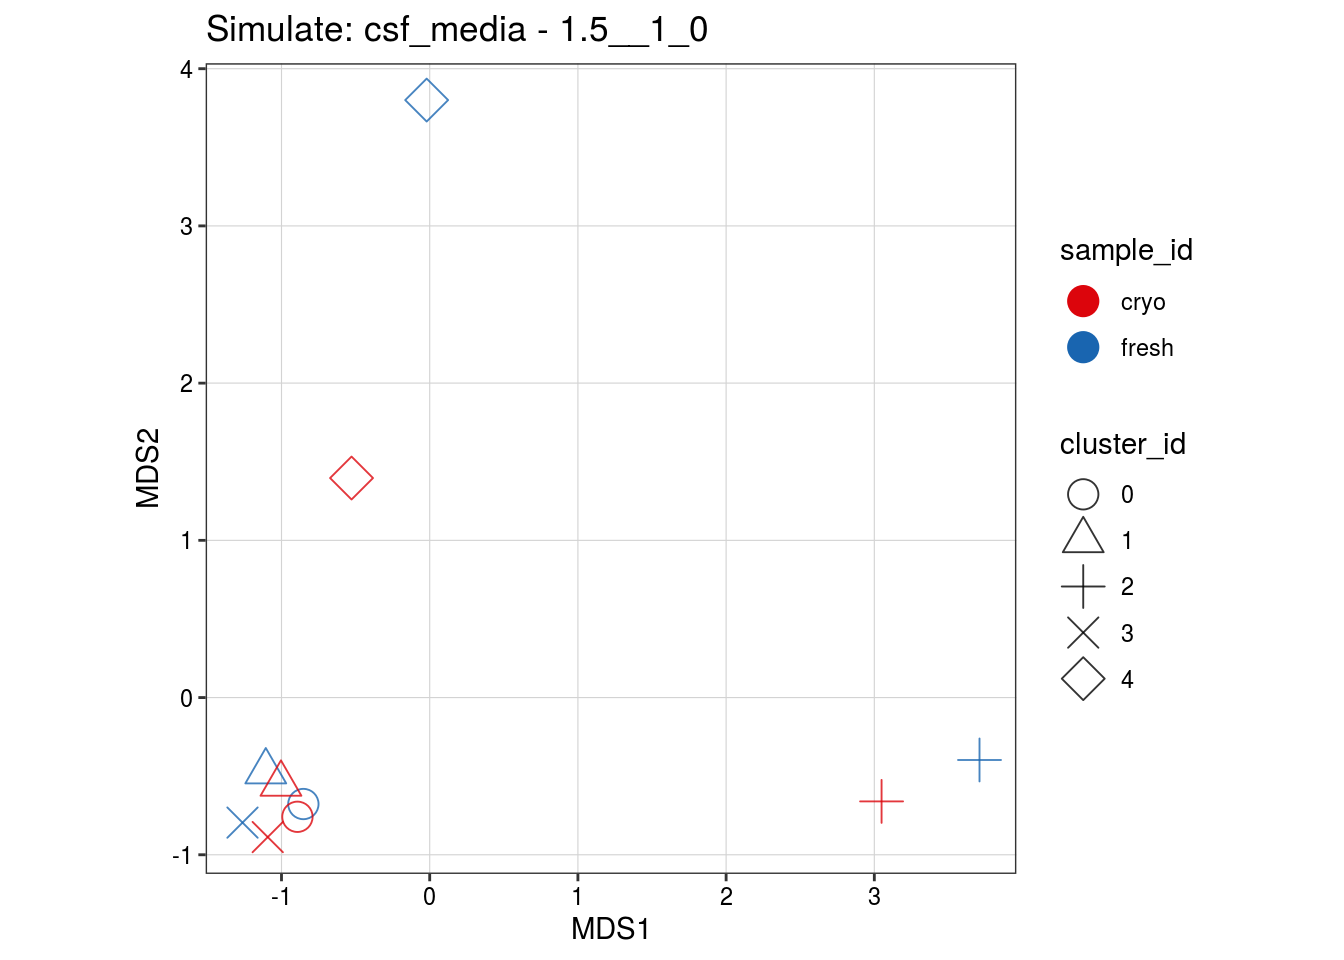 Simulate: csf_media - 1.5__1_0
4
3
2
1
0
-1
MDS2
-1
0
1
2
3
MDS1
sample_id
cryo
fresh
cluster_id
0
1
2
3
4